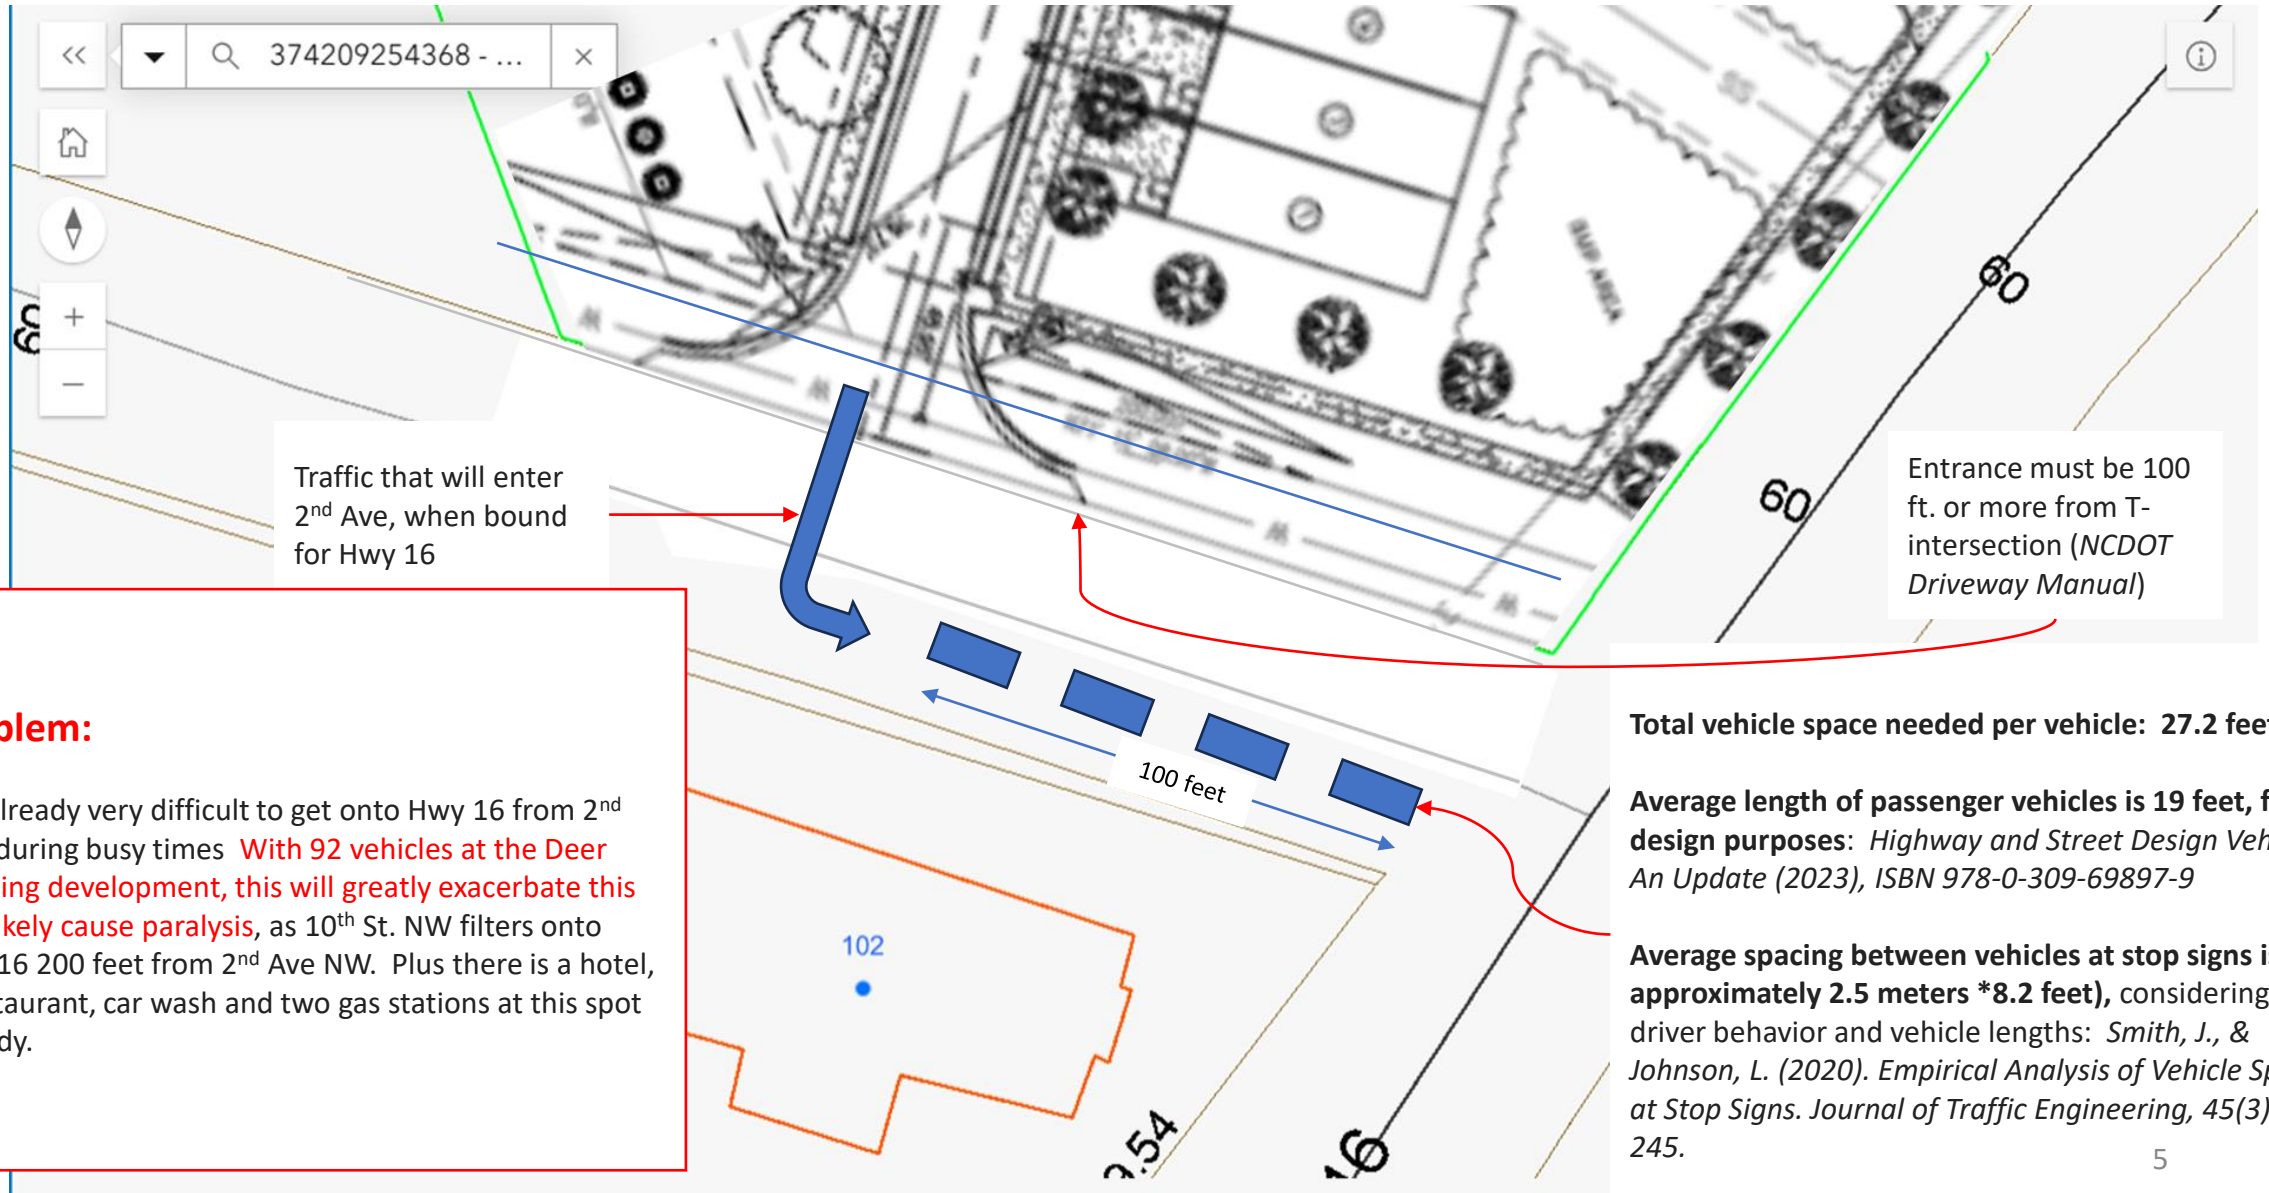 374209254368 - ...
60
60
60
BUD AREA
Traffic that will enter
2nd Ave, when bound
for Hwy 16
Entrance must be 100
ft. or more from T-
intersection (NCDOT
Driveway Manual)
blem:
lready very difficult to get onto Hwy 16 from 2nd
during busy times  With 92 vehicles at the Deer
ing development, this will greatly exacerbate this
kely cause paralysis, as 10th St. NW filters onto
16 200 feet from 2nd Ave NW.  Plus there is a hotel,
taurant, car wash and two gas stations at this spot
dy.
100 feet
102
9.54
16
Total vehicle space needed per vehicle:  27.2 feet
Average length of passenger vehicles is 19 feet, f
design purposes:  Highway and Street Design Veh
An Update (2023), ISBN 978-0-309-69897-9
Average spacing between vehicles at stop signs is
approximately 2.5 meters *8.2 feet), considering
driver behavior and vehicle lengths:  Smith, J., &
Johnson, L. (2020). Empirical Analysis of Vehicle Sp
at Stop Signs. Journal of Traffic Engineering, 45(3)
245.
5